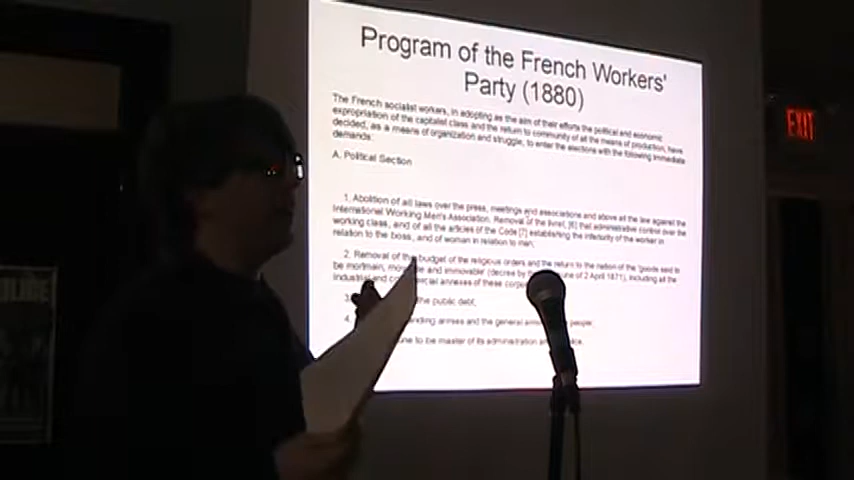 Program of the French Workers'
Party (1880)
The French socialist workers, in adopting as the aim of their efforts the political and economic
expropriation of the capitalist class and the return to community of all the means of production, have
decided, as a means of organization and struggle, to enter the elections with the following immediate
demands:
A. Political Section
1. Abolition of all laws over the press, meetings and associations and above all the law against the
International Working Men's Association. Removal of the livret, [6] that administrative control over the
working class, and of all the articles of the Code [7] establishing the inferiority of the worker in
relation to the boss, and of woman in relation to man;
2. Removal of the budget of the religious orders and the return to the nation of the 'goods said to
be mortmain, movable and immovable' (decree by une of 2 April 1871), including all the
industrial and commercial annexes of these
3 the public debt;
4. nding armies and the general people;
une to be master of its administration
EXIT
OLICE